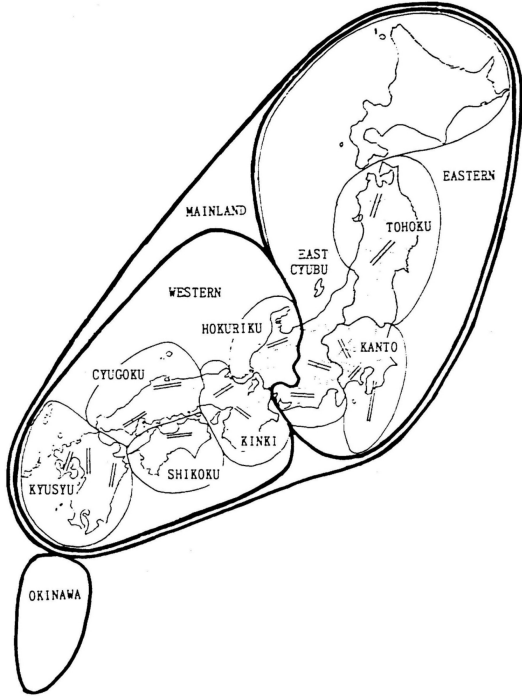 EASTERN
MAINLAND
TOHOKU
EAST
CYUBU
WESTERN
HOKURIKU
KANTO
CYUGOKU
KINKI
SHIKOKU
KYUSYU
OKINAWA